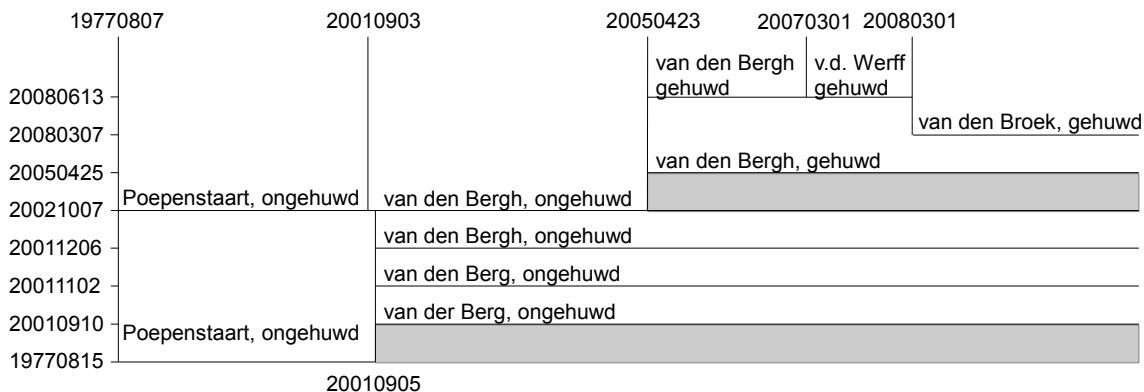 19770807 20010903 20050423 20070301 20080301
van den Bergh v.d. Werff
gehuwd gehuwd
20080613
van den Broek, gehuwd
20080307
van den Bergh, gehuwd
20050425
Poepenstaart, ongehuwd van den Bergh, ongehuwd
20021007
van den Bergh, ongehuwd
20011206
van den Berg, ongehuwd
20011102
van der Berg, ongehuwd
20010910
Poepenstaart, ongehuwd
19770815
20010905